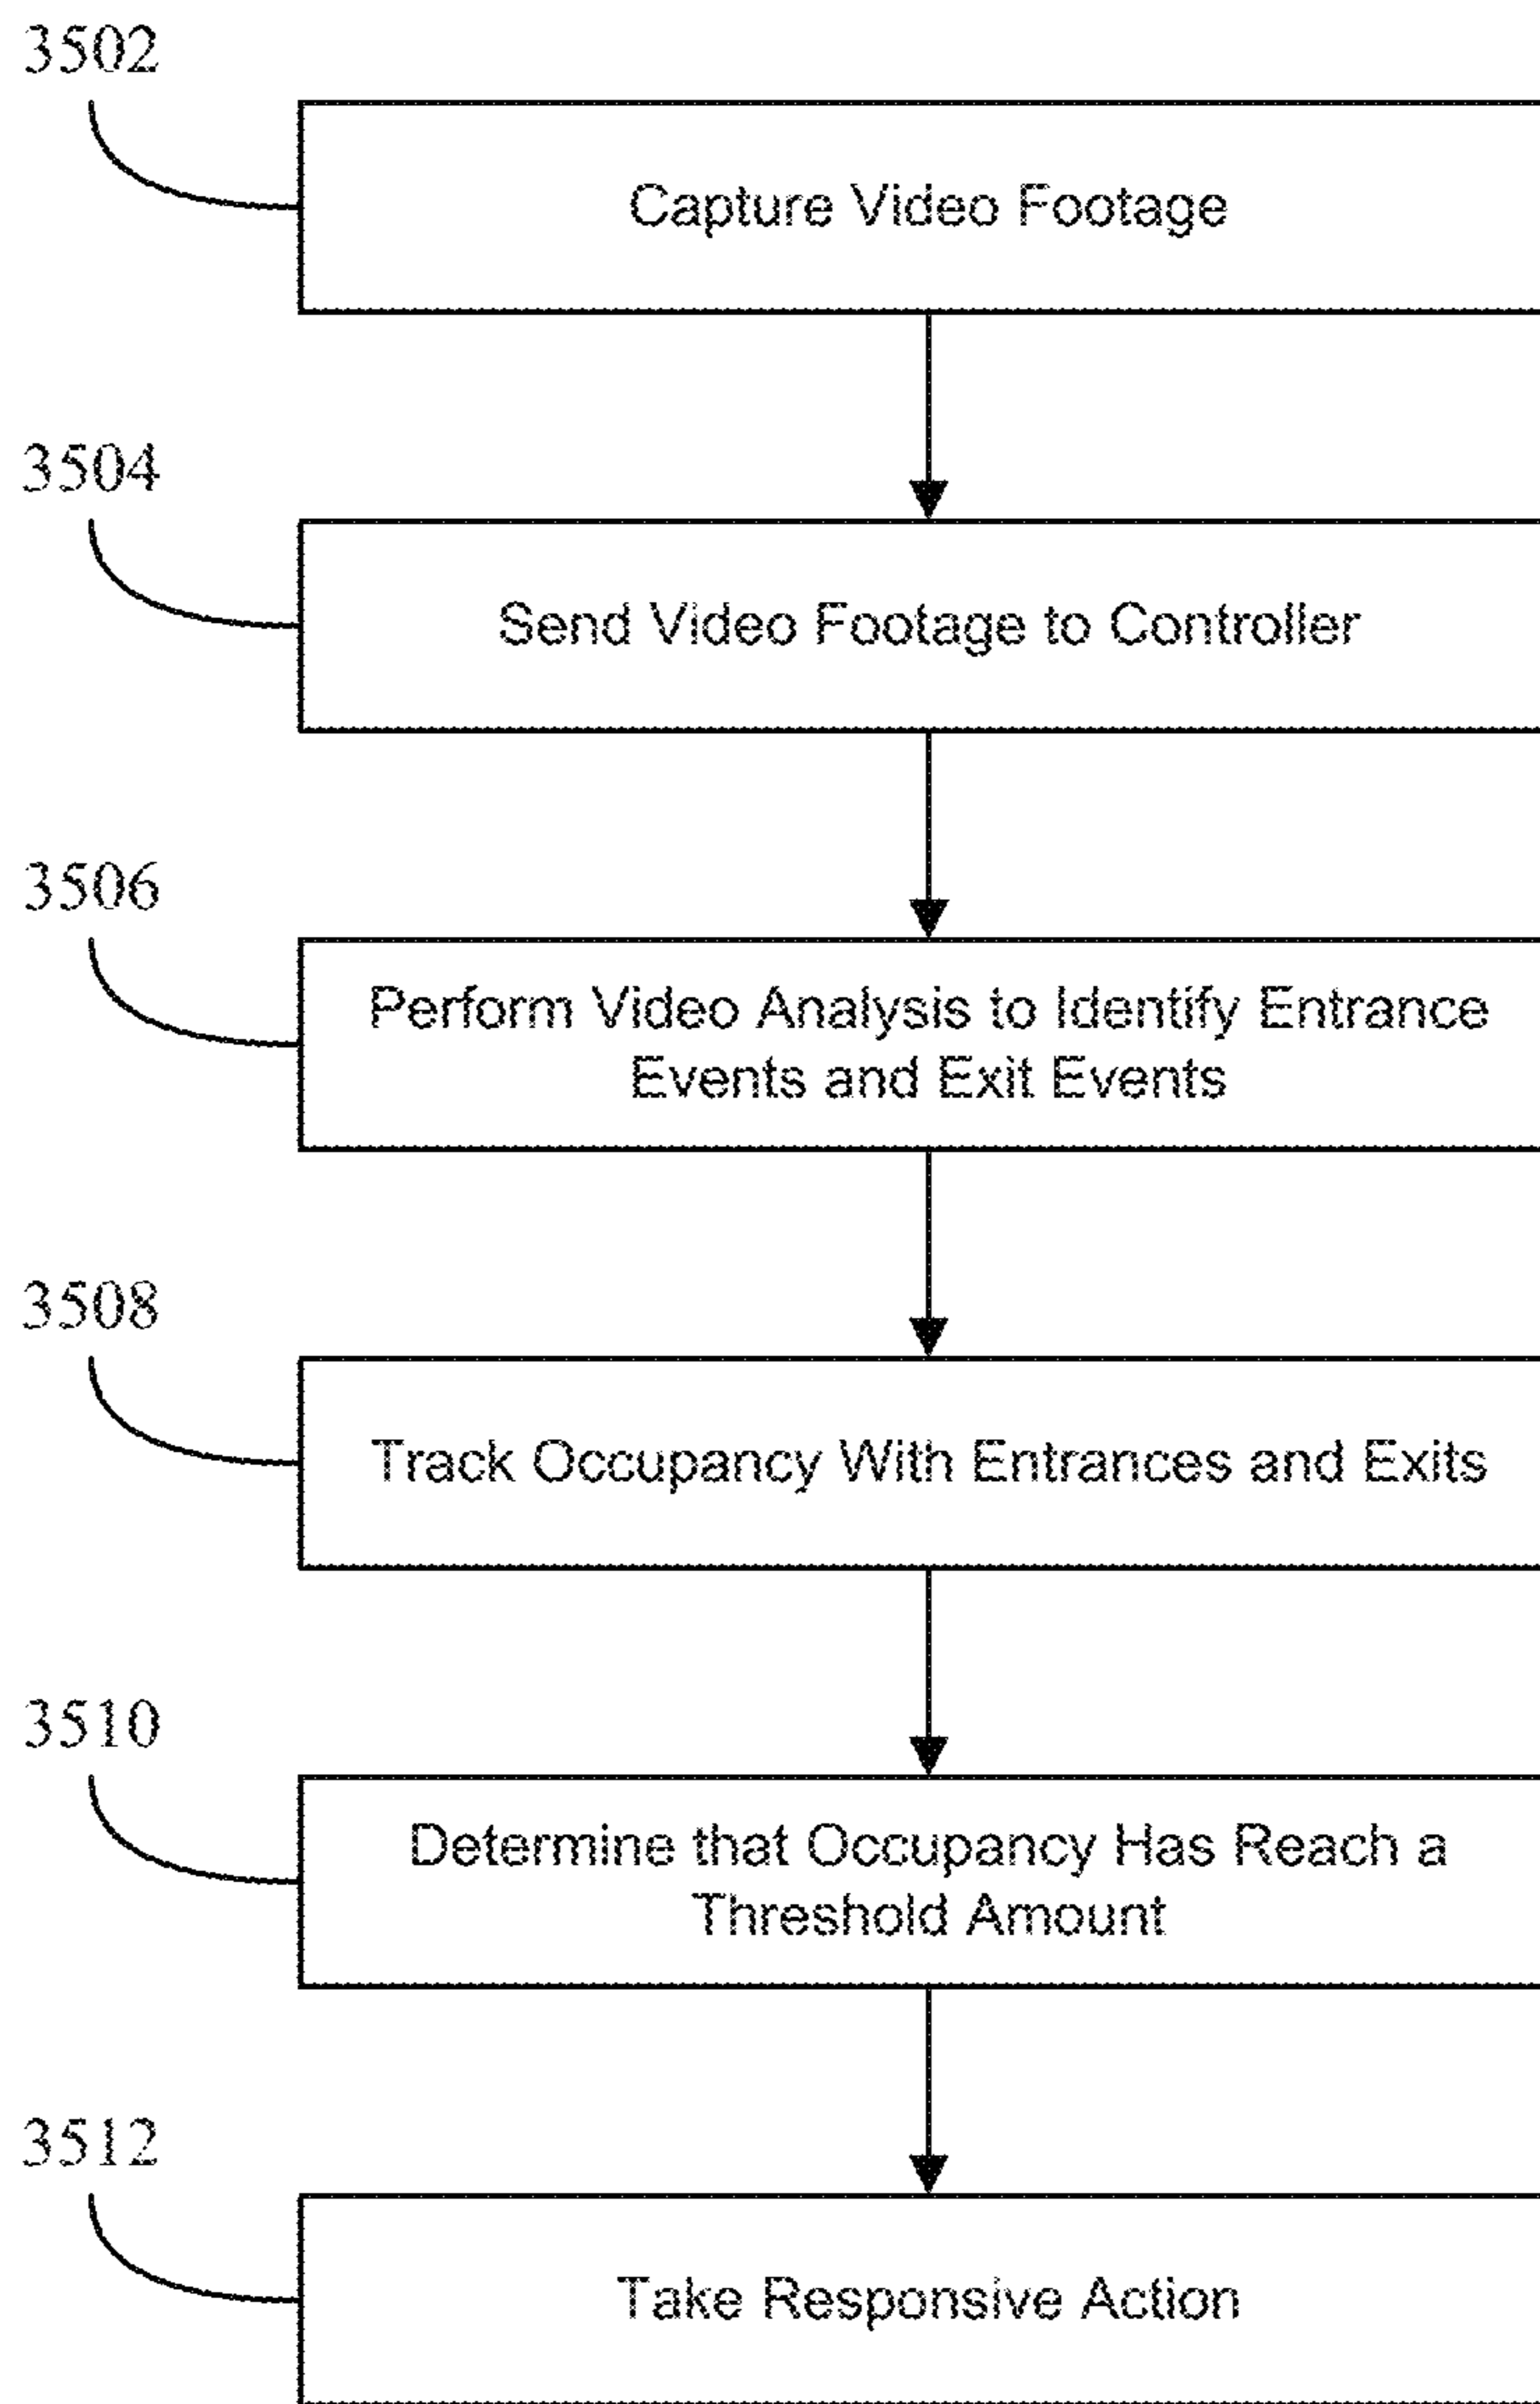 3502
Capture Video Footage
3504
Send Video Footage to Controller
3506
Perform Video Analysis to Identify Entrance
Events and Exit Events
3508
Track Occupancy With Entrances and Exits
3510
Determine that Occupancy Has Reach a
Threshold Amount
3512
Take Responsive Action